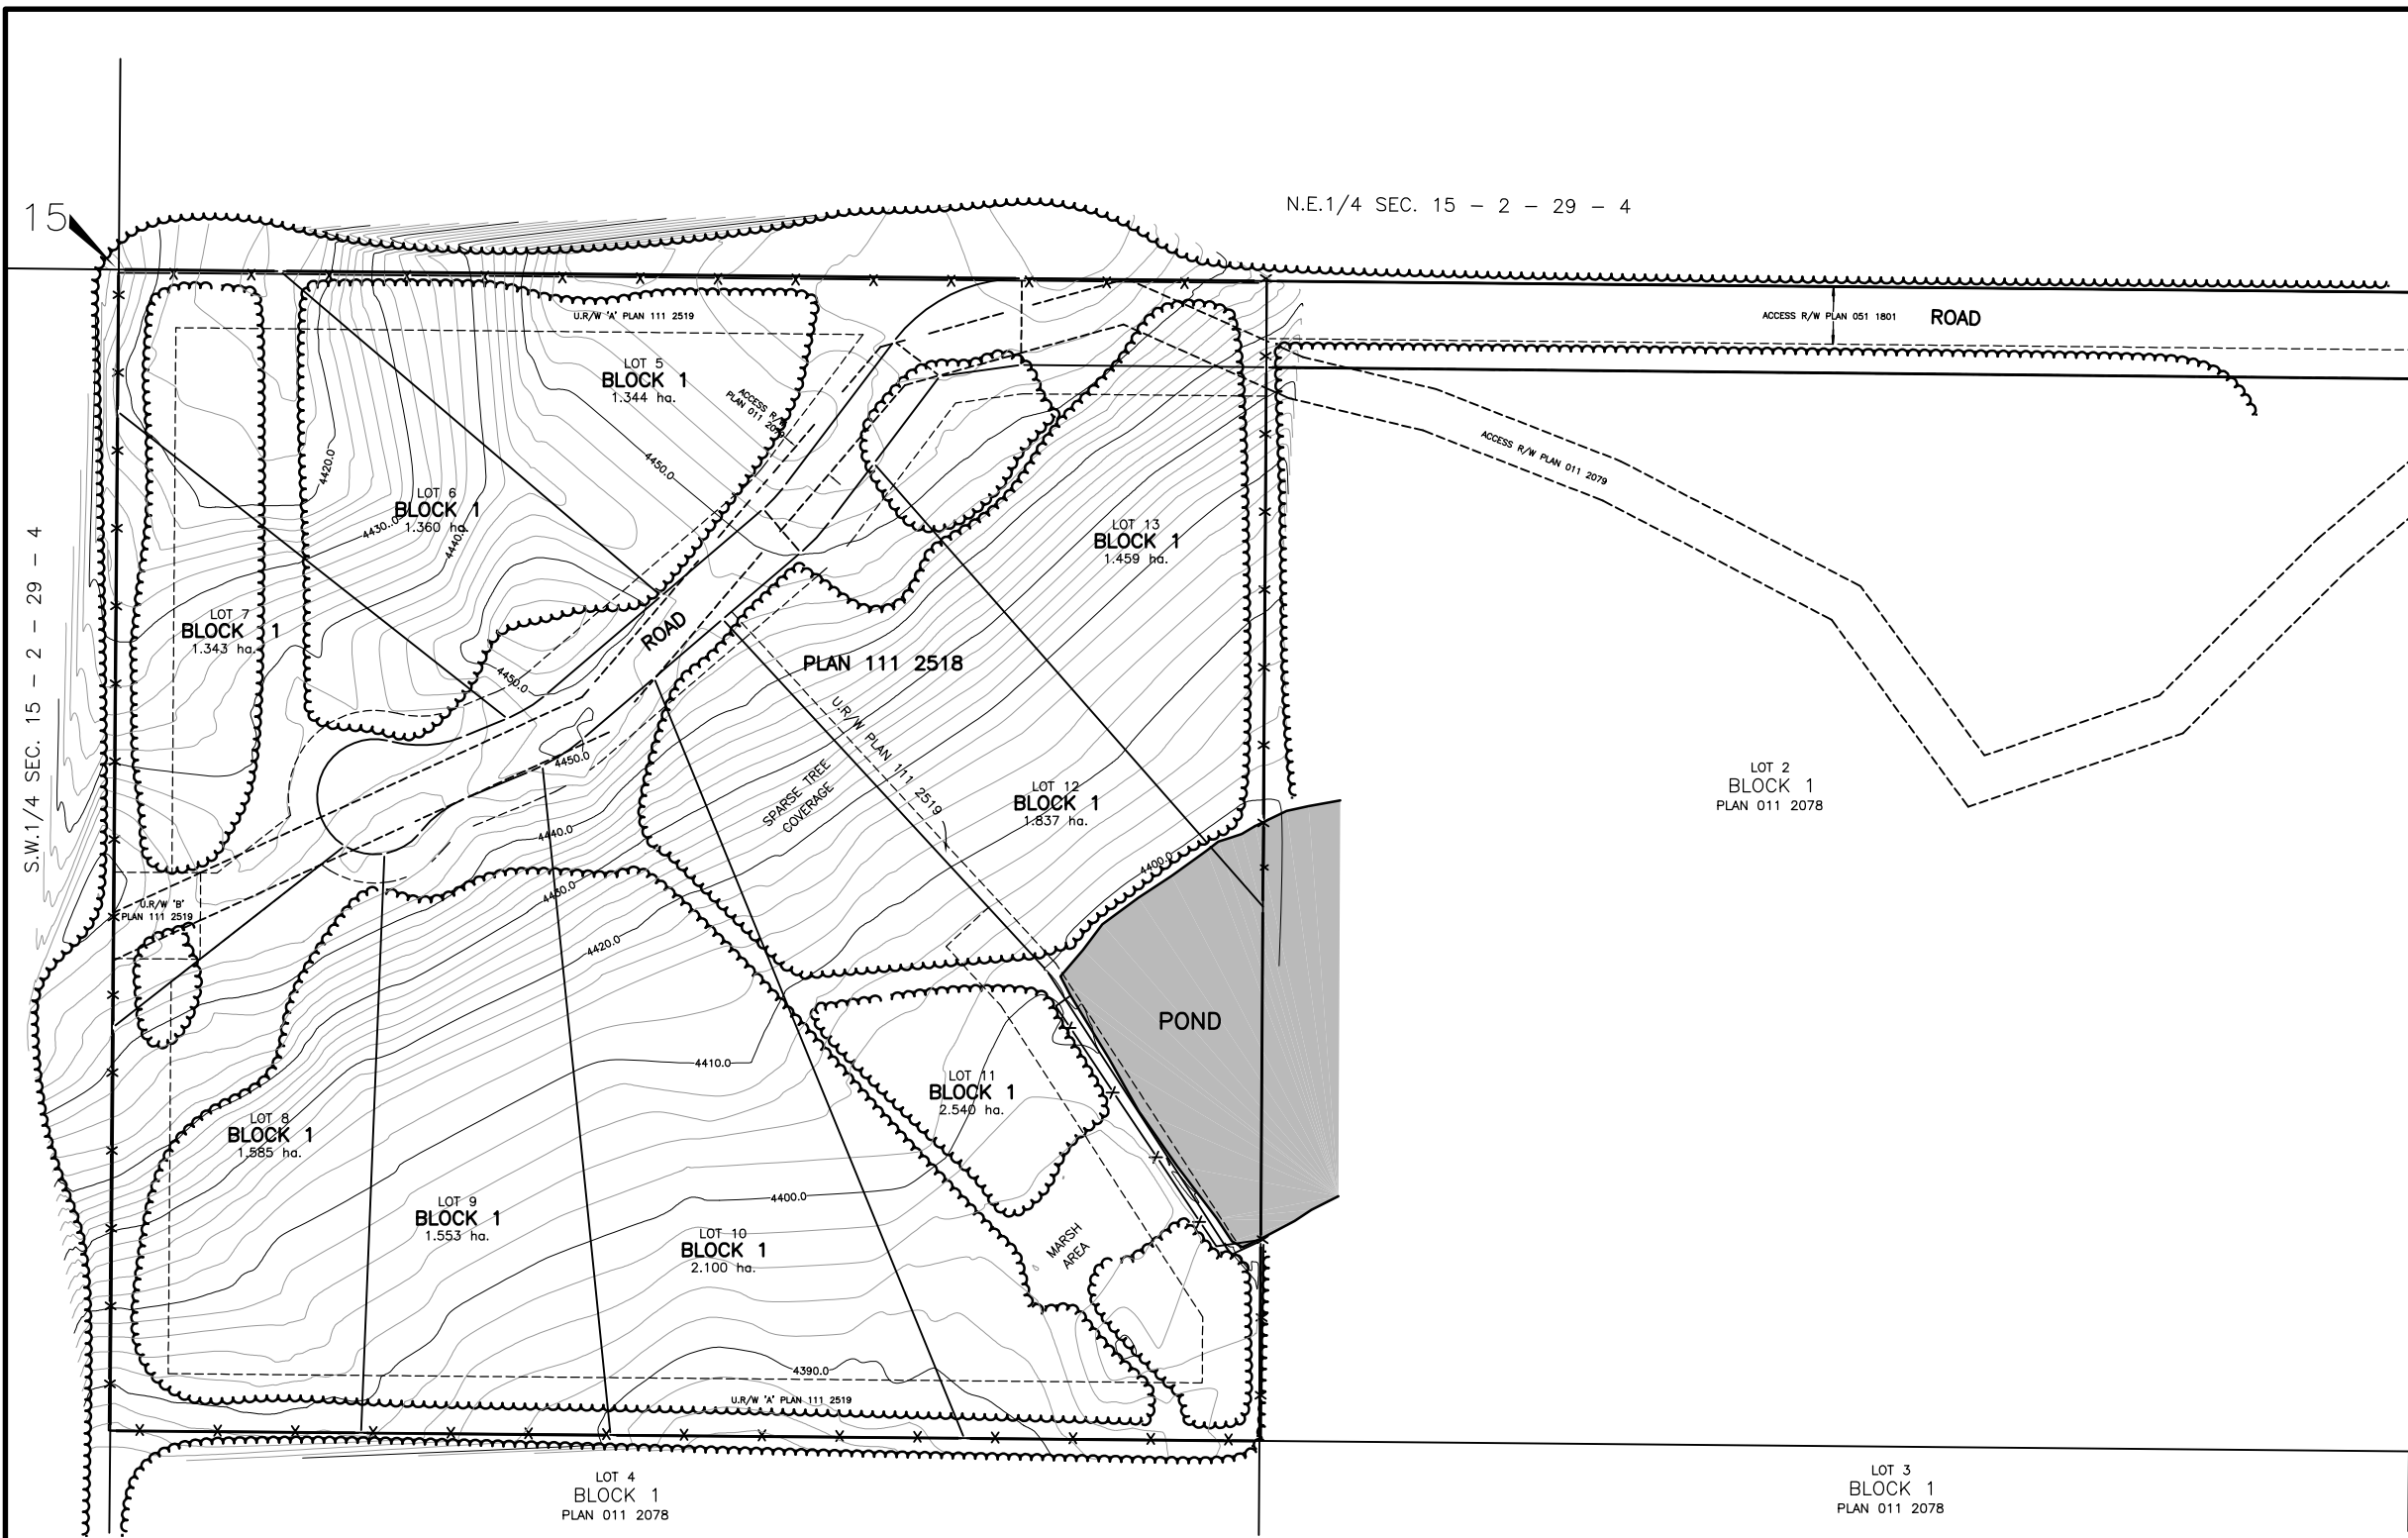 N.E.1/4 SEC. 15 - 2 - 29 - 4
15
ACCESS R/W PLAN 051 1801
ROAD
U.R/W 'A' PLAN 111 2519
LOT 5
BLOCK 1
1.344 ha.
ACCESS R/W
PLAN 011 2079
4420.0
4450.0
ACCESS R/W PLAN 011 2079
LOT 6
BLOCK 1
1.360 ha.
4430.0
4440.0
LOT 13
BLOCK 1
1.459 ha.
S.W.1/4 SEC. 15 - 2 - 29 - 4
LOT 7
BLOCK 1
1.343 ha.
ROAD
PLAN 111 2518
4450.0
U.R/W PLAN 111 2519
4450.0
SPARSE TREE
COVERAGE
LOT 12
BLOCK 1
1.837 ha.
LOT 2
BLOCK 1
PLAN 011 2078
4440.0
4400.0
4430.0
U.R/W 'B'
PLAN 111 2519
4420.0
POND
4410.0
LOT 11
BLOCK 1
2.540 ha.
LOT 8
BLOCK 1
1.585 ha.
4400.0
LOT 9
BLOCK 1
1.553 ha.
LOT 10
BLOCK 1
2.100 ha.
MARSH
AREA
4390.0
U.R/W 'A' PLAN 111 2519
LOT 4
BLOCK 1
PLAN 011 2078
LOT 3
BLOCK 1
PLAN 011 2078